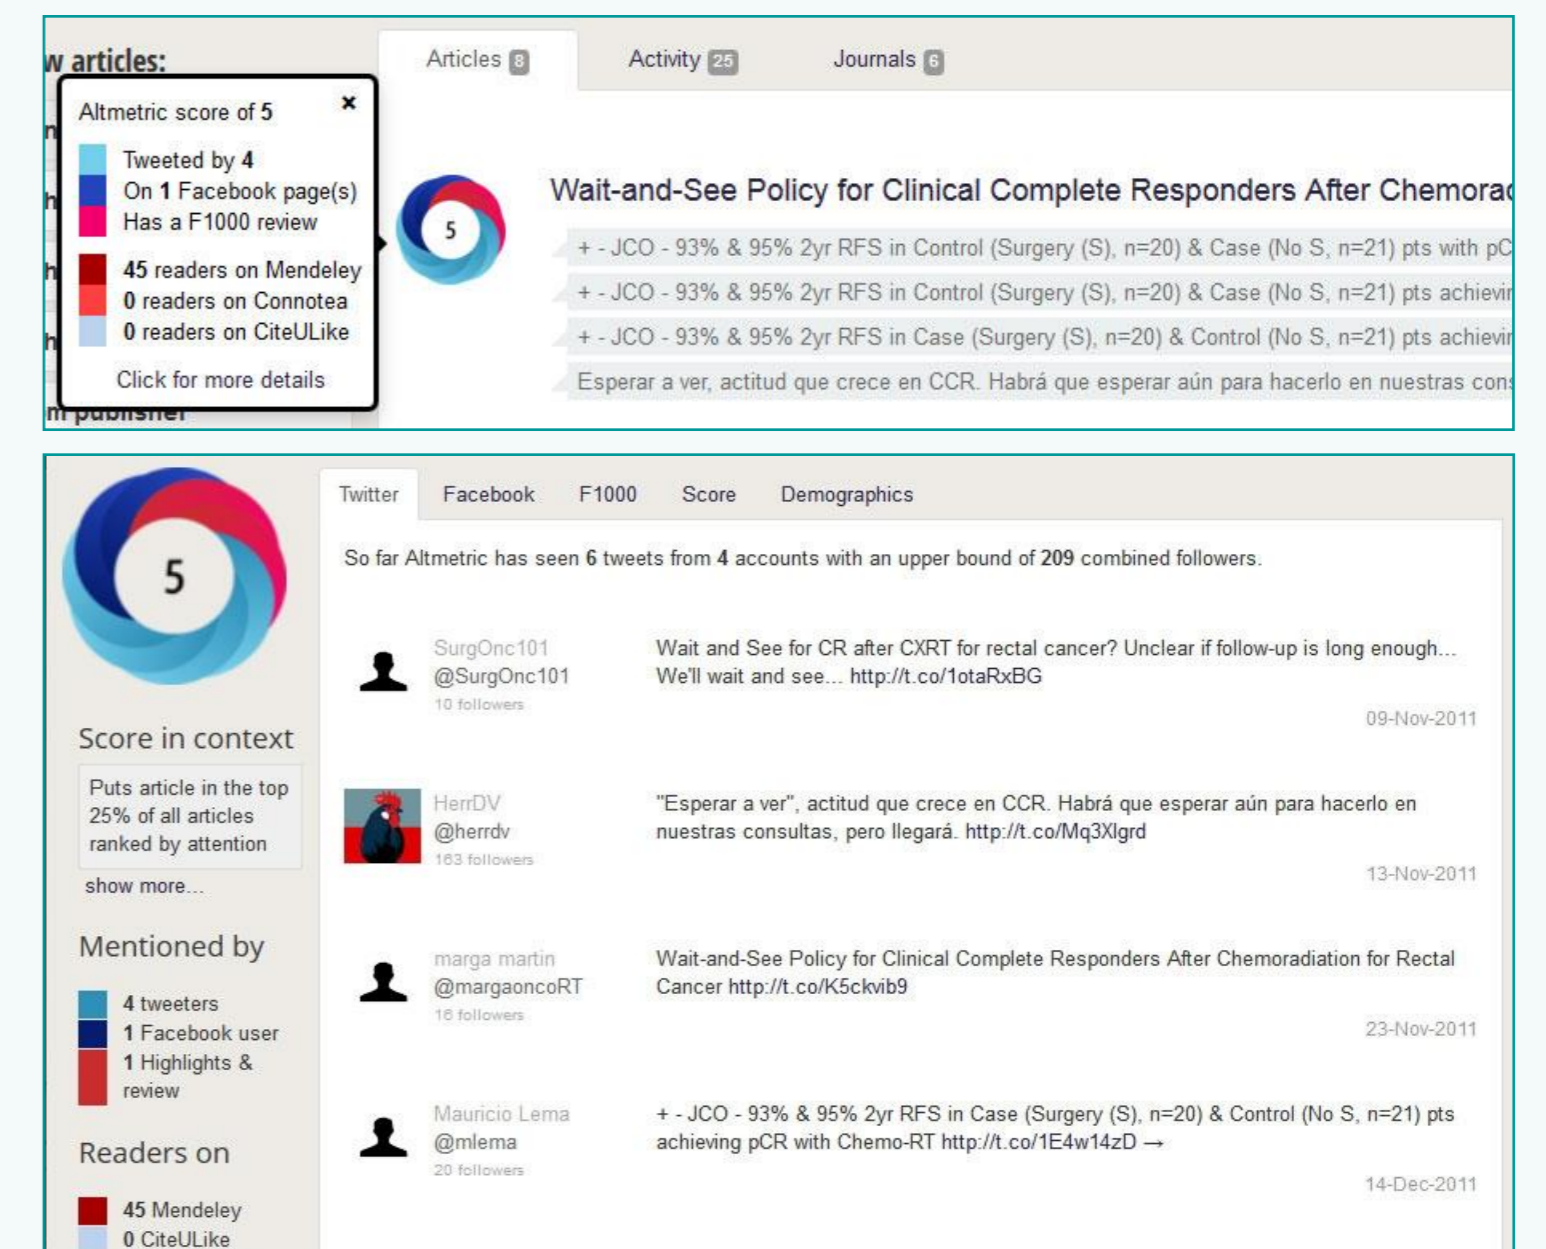 w articles:
Articles 8
Activity 25
Journals 6
Altmetric score of 5
×
Tweeted by 4
On 1 Facebook page(s)
Has a F1000 review
45 readers on Mendeley
0 readers on Connotea
0 readers on CiteULike
Click for more details
5
Wait-and-See Policy for Clinical Complete Responders After Chemorad
+ - JCO - 93% & 95% 2yr RFS in Control (Surgery (S), n=20) & Case (No S, n=21) pts with pC
+ - JCO - 93% & 95% 2yr RFS in Control (Surgery (S), n=20) & Case (No S, n=21) pts achievin
+ - JCO - 93% & 95% 2yr RFS in Case (Surgery (S), n=20) & Control (No S, n=21) pts achievin
Esperar a ver, actitud que crece en CCR. Habrá que esperar aún para hacerlo en nuestras cons
m publisher
5
Score in context
Puts article in the top
25% of all articles
ranked by attention
show more...
Mentioned by
4 tweeters
1 Facebook user
1 Highlights &
review
Readers on
45 Mendeley
0 CiteULike
Twitter
Facebook
F1000
Score
Demographics
So far Altmetric has seen 6 tweets from 4 accounts with an upper bound of 209 combined followers.
SurgOnc101
@SurgOnc101
10 followers
Wait and See for CR after CXRT for rectal cancer? Unclear if follow-up is long enough...
We'll wait and see... http://t.co/1otaRxBG
09-Nov-2011
HerrDV
@herrdv
163 followers
"Esperar a ver", actitud que crece en CCR. Habrá que esperar aún para hacerlo en
nuestras consultas, pero llegará. http://t.co/Mq3Xlgrd
13-Nov-2011
marga martin
@margaoncoRT
16 followers
Wait-and-See Policy for Clinical Complete Responders After Chemoradiation for Rectal
Cancer http://t.co/K5ckvib9
23-Nov-2011
Mauricio Lema
@mlema
20 followers
+ - JCO - 93% & 95% 2yr RFS in Case (Surgery (S), n=20) & Control (No S, n=21) pts
achieving pCR with Chemo-RT http://t.co/1E4w14zD →
14-Dec-2011